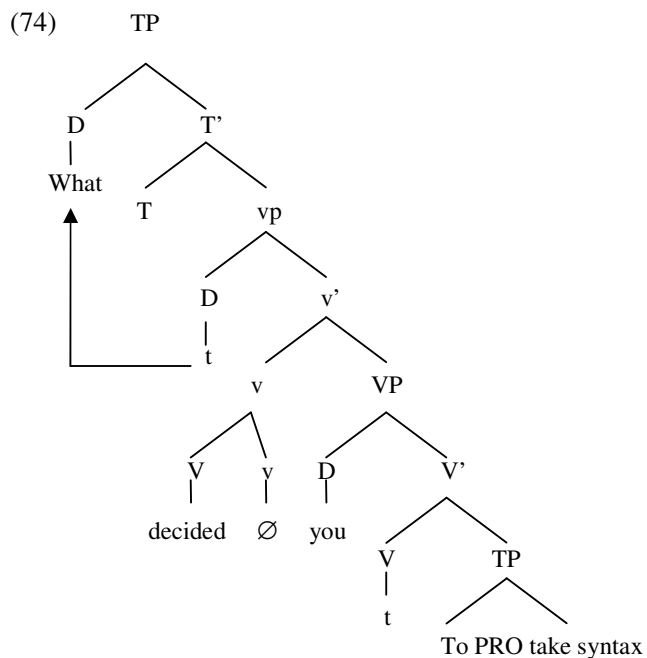 (74) TP
D T’
What T vp
D v’
t
v VP
V v D V’
decided ∅ you
V TP
t
To PRO take syntax